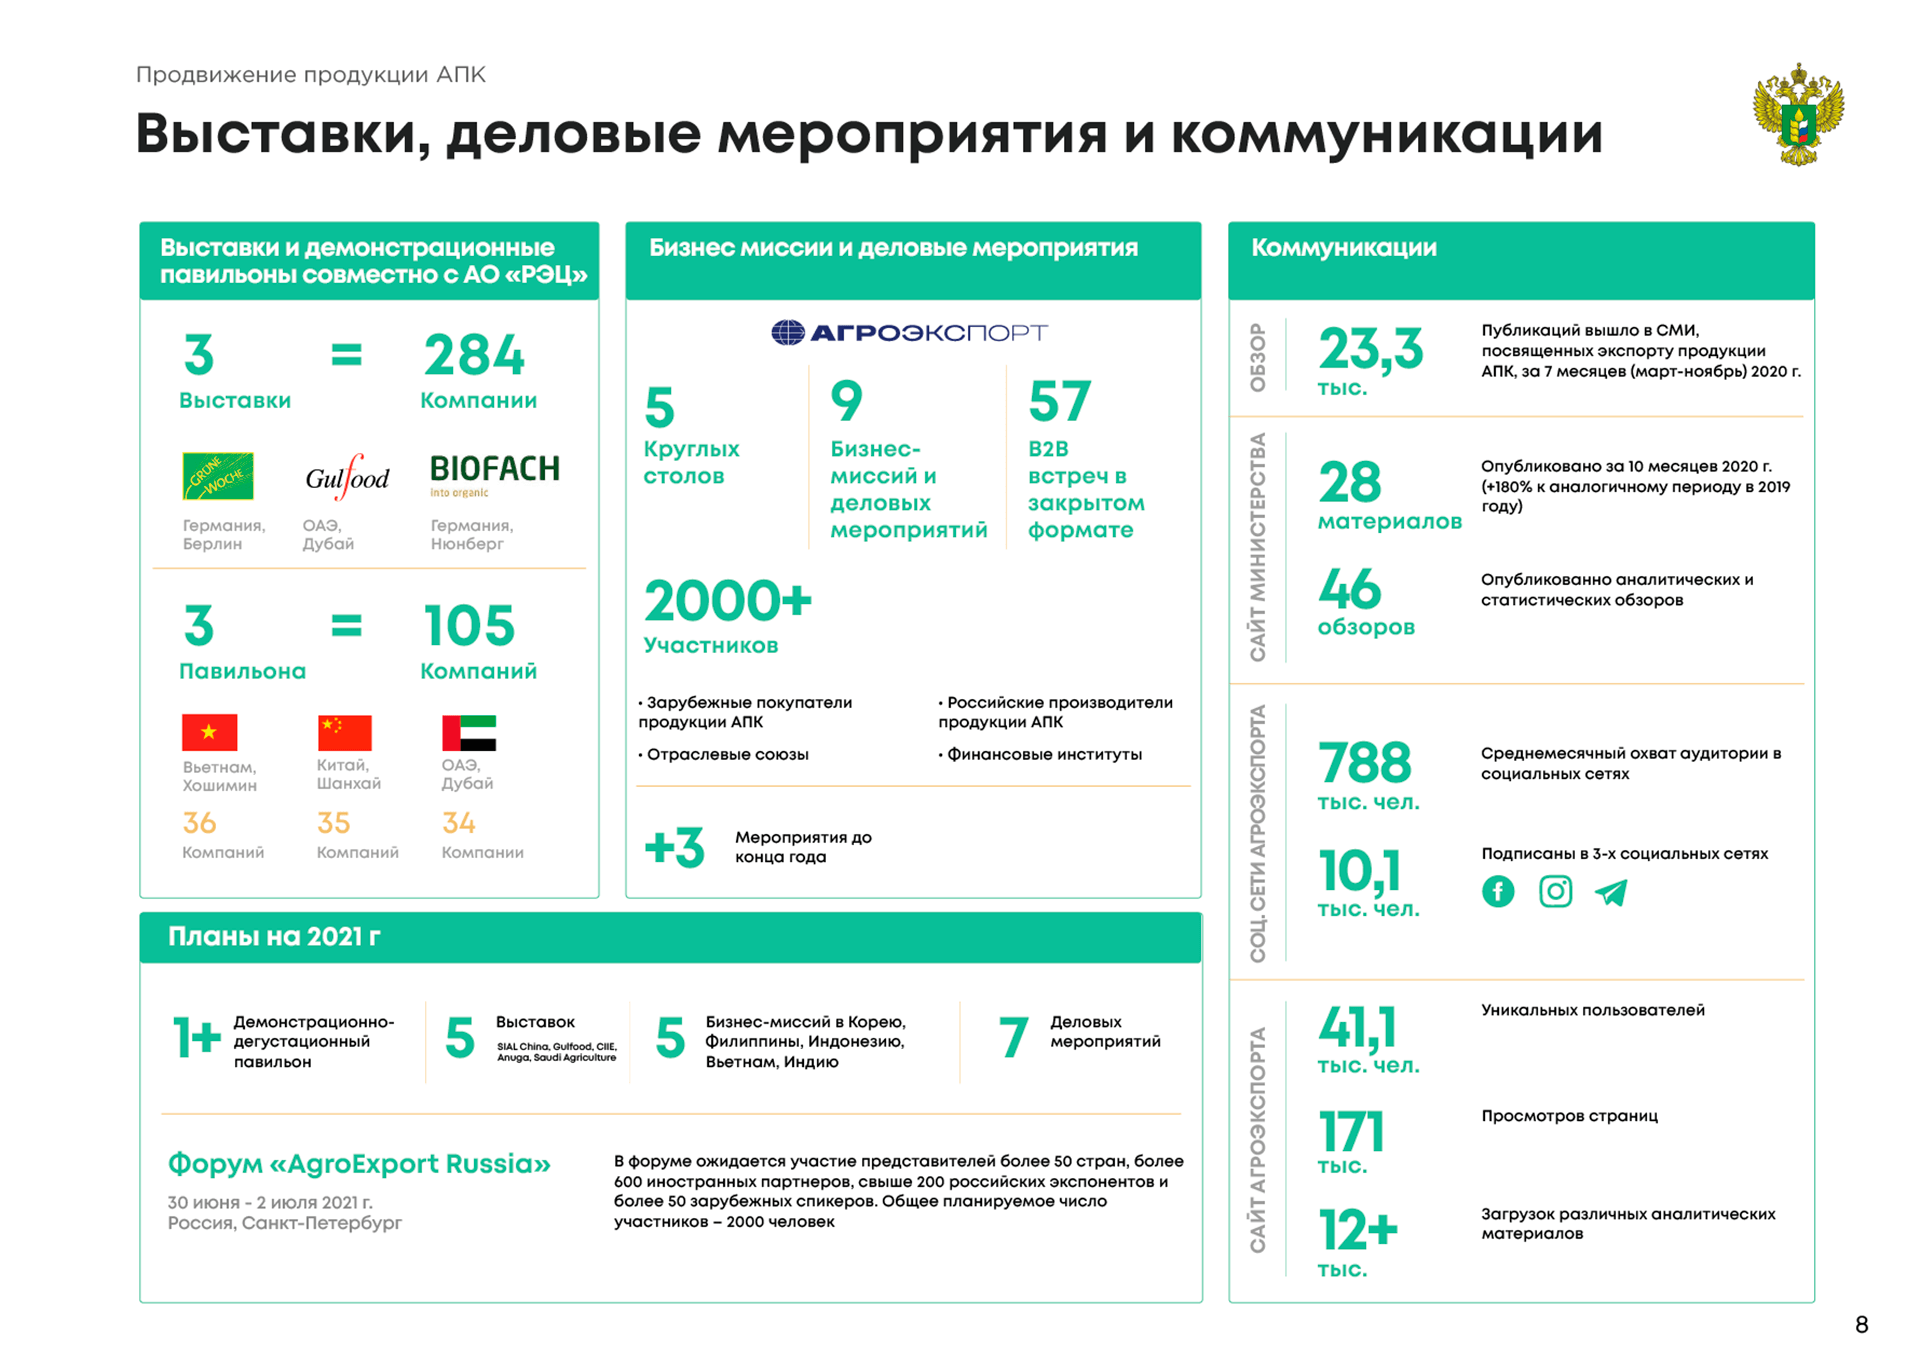 Продвижение продукции АПК
Выставки, деловые мероприятия и коммуникации
Выставки и демонстрационные
павильоны совместно с АО «РЭЦ»
3
=
284
Выставки
Компании
GRÜNE
WOCHE
Gulfood
BIOFACH
into organic
Германия,
Берлин
ОАЭ,
Дубай
Германия,
Нюнберг
3
=
105
Павильона
Компаний
Вьетнам,
Хошимин
Китай,
Шанхай
ОАЭ,
Дубай
36
Компаний
35
Компаний
34
Компании
Бизнес миссии и деловые мероприятия
АГРОЭКСПОРТ
5
Круглых
столов
9
Бизнес-
миссий и
деловых
мероприятий
57
B2B
встреч в
закрытом
формате
2000+
Участников
• Зарубежные покупатели
продукции АПК
• Отраслевые союзы
• Российские производители
продукции АПК
• Финансовые институты
+3
Мероприятия до
конца года
Коммуникации
ОБЗОР
23,3
тыс.
Публикаций вышло в СМИ,
посвященных экспорту продукции
АПК, за 7 месяцев (март-ноябрь) 2020 г.
САЙТ МИНИСТЕРСТВА
28
материалов
Опубликовано за 10 месяцев 2020 г.
(+180% к аналогичному периоду в 2019
году)
46
обзоров
Опубликованно аналитических и
статистических обзоров
СОЦ. СЕТИ АГРОЭКСПОРТА
788
тыс. чел.
Среднемесячный охват аудитории в
социальных сетях
10,1
тыс. чел.
Подписаны в 3-х социальных сетях
САЙТ АГРОЭКСПОРТА
41,1
тыс. чел.
Уникальных пользователей
171
тыс.
Просмотров страниц
12+
тыс.
Загрузок различных аналитических
материалов
Планы на 2021 г
1+
Демонстрационно-
дегустационный
павильон
5
Выставок
SIAL China, Gulfood, CIIE,
Anuga, Saudi Agriculture
5
Бизнес-миссий в Корею,
Филиппины, Индонезию,
Вьетнам, Индию
7
Деловых
мероприятий
Форум «AgroExport Russia»
30 июня - 2 июля 2021 г.
Россия, Санкт-Петербург
В форуме ожидается участие представителей более 50 стран, более
600 иностранных партнеров, свыше 200 российских экспонентов и
более 50 зарубежных спикеров. Общее планируемое число
участников – 2000 человек
8